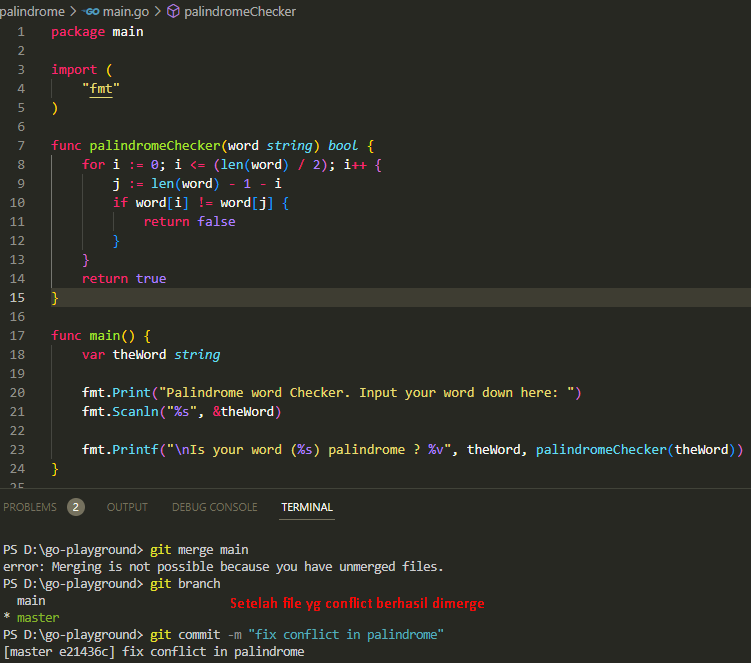 palindrome > GO main.go > palindromeChecker
1 package main
2
3 import (
4 "fmt"
5 )
6
7 func palindromeChecker(word string) bool {
8 for i := 0; i <= (len(word) / 2); i++ {
9 j := len(word) - 1 - i
10 if word[i] != word[j] {
11 return false
12 }
13 }
14 return true
15 }
16
17 func main() {
18 var theWord string
19
20 fmt.Print("Palindrome word Checker. Input your word down here: ")
21 fmt.Scanln("%s", &theWord)
22
23 fmt.Printf("\nIs your word (%s) palindrome ? %v", theWord, palindromeChecker(theWord))
24 }
25
PROBLEMS 2 OUTPUT DEBUG CONSOLE TERMINAL
PS D:\go-playground> git merge main
error: Merging is not possible because you have unmerged files.
PS D:\go-playground> git branch
main
Setelah file yg conflict berhasil dimerge
* master
PS D:\go-playground> git commit -m "fix conflict in palindrome"
[master e21436c] fix conflict in palindrome